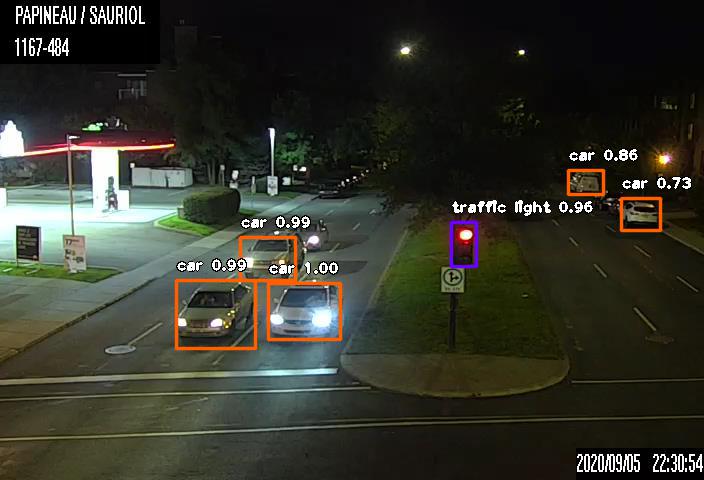 PAPINEAU / SAURIOL
1167-484
car 0.86
car 0.73
traffic light 0.96
car 0.99
car 0.99
car 1.00
2020/09/05 22:30:54